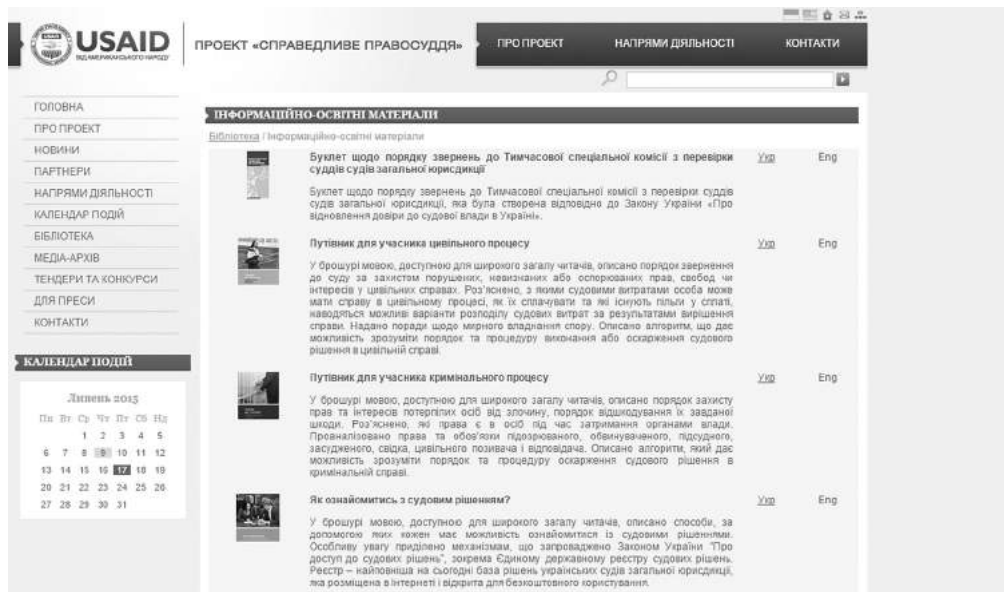 USAID
ВІД АМЕРИКАНСЬКОГО НАРОДУ
ПРОЕКТ «СПРАВЕДЛИВЕ ПРАВОСУДДЯ»
ПРО ПРОЕКТ НАПРЯМИ ДІЯЛЬНОСТІ КОНТАКТИ
ГОЛОВНА
ПРО ПРОЕКТ
НОВИНИ
ПАРТНЕРИ
НАПРЯМИ ДІЯЛЬНОСТІ
КАЛЕНДАР ПОДІЙ
БІБЛІОТЕКА
МЕДІА-АРХІВ
ТЕНДЕРИ ТА КОНКУРСИ
ДЛЯ ПРЕСИ
КОНТАКТИ
КАЛЕНДАР ПОДІЙ
Липень 2015
Пн Вт Ср Чт Пт Сб Нд
1 2 3 4 5
6 7 8 9 10 11 12
13 14 15 16 17 18 19
20 21 22 23 24 25 26
27 28 29 30 31
ІНФОРМАЦІЙНО-ОСВІТНІ МАТЕРІАЛИ
Бібліотека / Інформаційно-освітні матеріали
Буклет щодо порядку звернень до Тимчасової спеціальної комісії з перевірки Укр Eng
суддів судів загальної юрисдикції
Буклет щодо порядку звернень до Тимчасової спеціальної комісії з перевірки суддів
судів загальної юрисдикції, яка була створена відповідно до Закону України «Про
відновлення довіри до судової влади в Україні».
Путівник для учасника цивільного процесу Укр Eng
У брошурі мовою, доступною для широкого загалу читачів, описано порядок звернення
до суду за захистом порушених, невизнаних або оспорюваних прав, свобод чи
інтересів у цивільних справах. Роз'яснено, з якими судовими витратами особа може
мати справу в цивільному процесі, як їх сплачувати та які існують пільги у сплаті,
наводяться можливі варіанти розподілу судових витрат за результатами вирішення
справи. Надано поради щодо мирного владнання спору. Описано алгоритм, що дає
можливість зрозуміти порядок та процедуру виконання або оскарження судового
рішення в цивільній справі.
Путівник для учасника кримінального процесу Укр Eng
У брошурі мовою, доступною для широкого загалу читачів, описано порядок захисту
прав та інтересів потерпілих осіб від злочину, порядок відшкодування їх завданої
шкоди. Роз'яснено, які права є в осіб під час затримання органами влади.
Проаналізовано права та обов'язки підозрюваного, обвинуваченого, підсудного,
засудженого, свідка, цивільного позивача і відповідача. Описано алгоритм, який дає
можливість зрозуміти порядок та процедуру оскарження судового рішення в
кримінальній справі.
Як ознайомитись з судовим рішенням? Укр Eng
У брошурі мовою, доступною для широкого загалу читачів, описано способи, за
допомогою яких кожен має можливість ознайомитися із судовими рішеннями.
Особливу увагу приділено механізмам, що запроваджено Законом України "Про
доступ до судових рішень", зокрема Єдиному державному реєстру судових рішень.
Реєстр – найповніша на сьогодні база рішень українських судів загальної юрисдикції,
яка розміщена в Інтернеті і відкрита для безкоштовного користування.